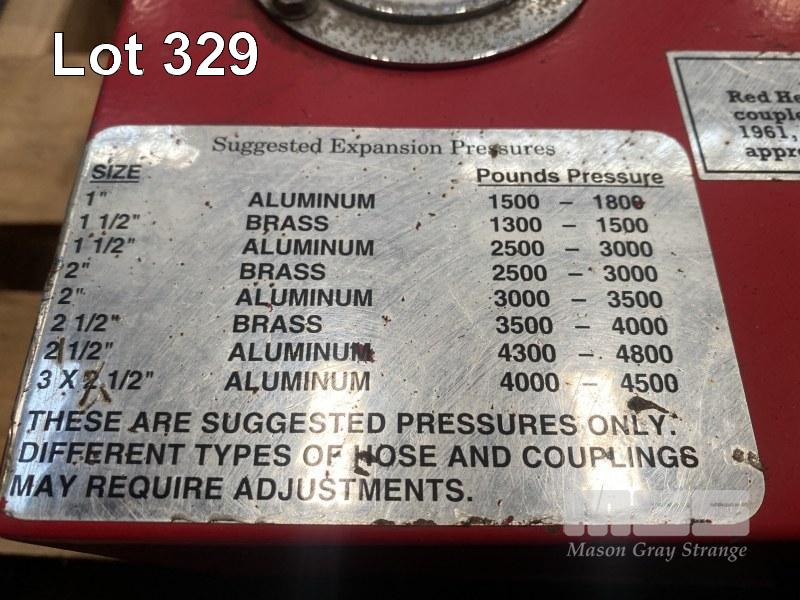 Lot 329
Suggested Expansion Pressures
SIZE Pounds Pressure
1" ALUMINUM 1500 – 1800
1 1/2" BRASS 1300 – 1500
1 1/2" ALUMINUM 2500 – 3000
2" BRASS 2500 – 3000
2" ALUMINUM 3000 – 3500
2 1/2" BRASS 3500 – 4000
2 1/2" ALUMINUM 4300 – 4800
3 X 2 1/2" ALUMINUM 4000 – 4500
THESE ARE SUGGESTED PRESSURES ONLY.
DIFFERENT TYPES OF HOSE AND COUPLINGS
MAY REQUIRE ADJUSTMENTS.
Red He
couple
1961,
appro
Mason Gray Strange